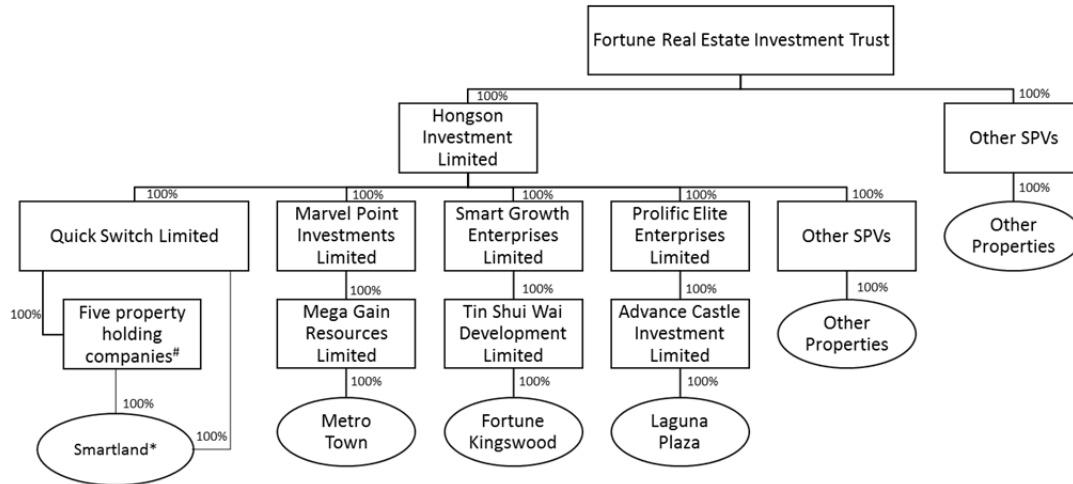 Fortune Real Estate Investment Trust
100%
100%
Hongson
Investment
Limited
Other SPVs
100%
100%
100%
100%
100%
100%
Quick Switch Limited
Marvel Point
Investments
Limited
Smart Growth
Enterprises
Limited
Prolific Elite
Enterprises
Limited
Other SPVs
Other
Properties
100%
100%
100%
100%
100%
Five property
holding
companies#
Mega Gain
Resources
Limited
Tin Shui Wai
Development
Limited
Advance Castle
Investment
Limited
Other
Properties
100%
100%
100%
100%
100%
Smartland*
Metro
Town
Fortune
Kingswood
Laguna
Plaza